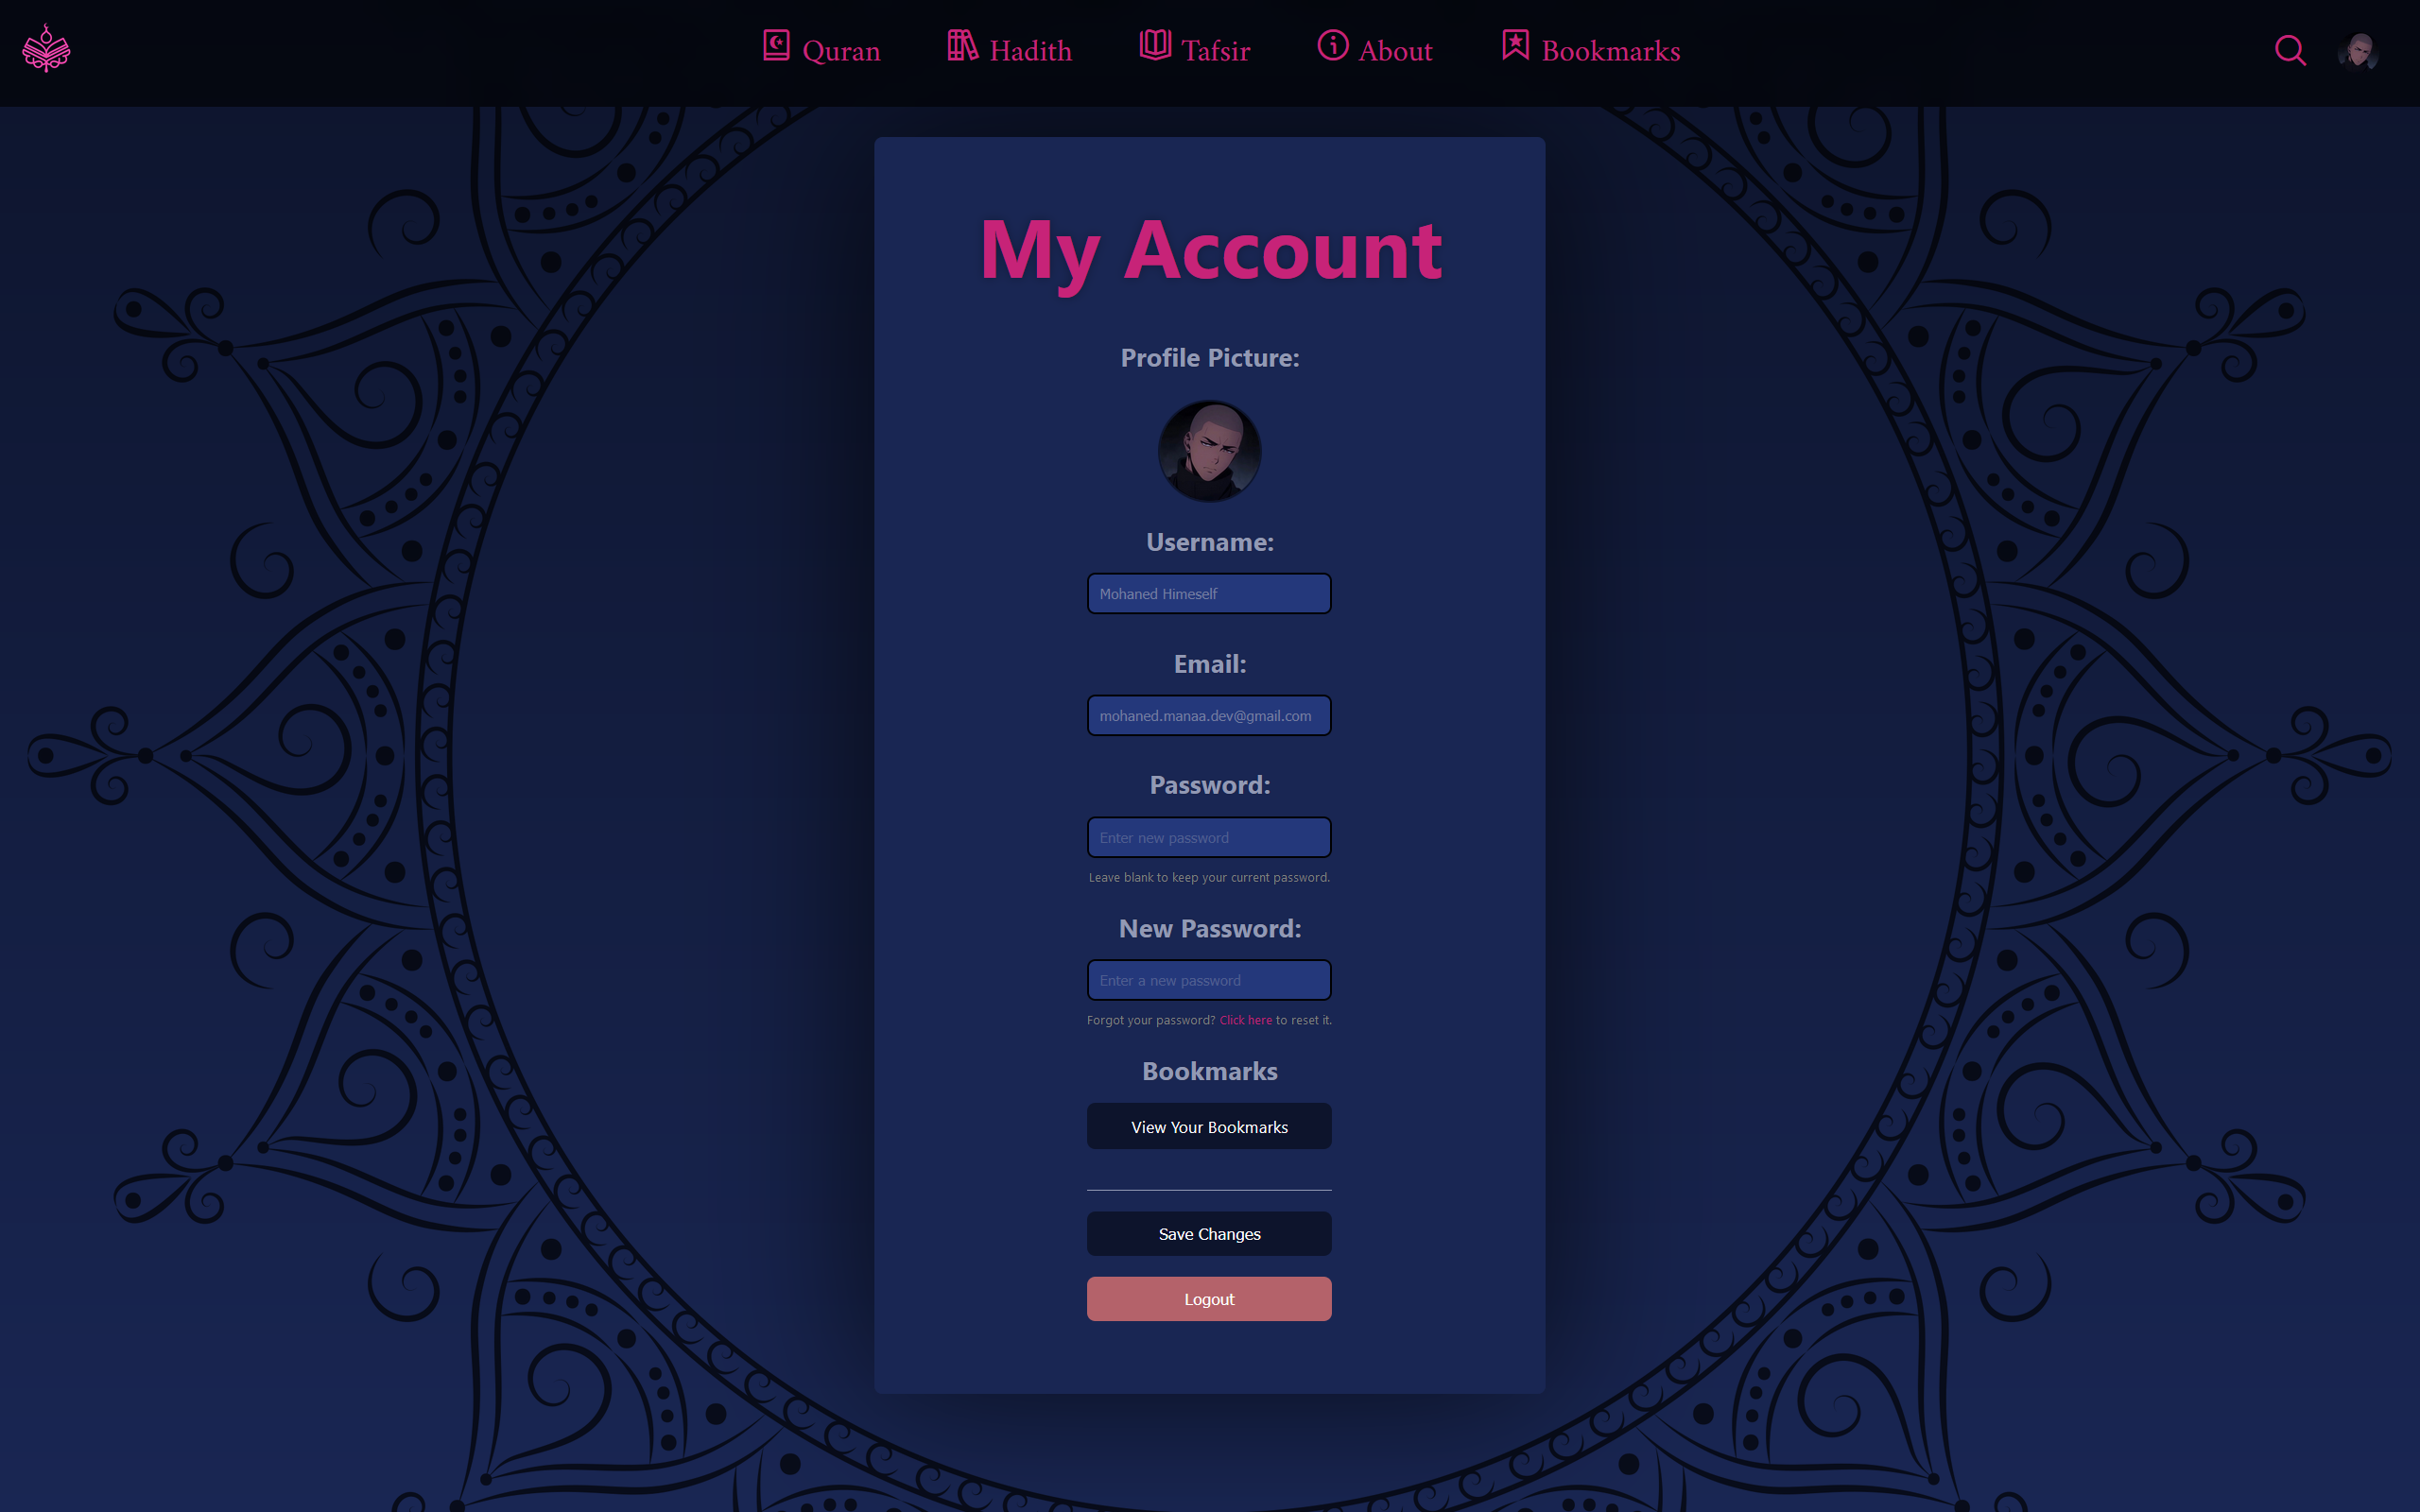 Quran Hadith Tafsir About Bookmarks
My Account
Profile Picture:
Username:
Mohaned Himeself
Email:
mohaned.manaa.dev@gmail.com
Password:
Enter new password
Leave blank to keep your current password.
New Password:
Enter a new password
Forgot your password? Click here to reset it.
Bookmarks
View Your Bookmarks
Save Changes
Logout